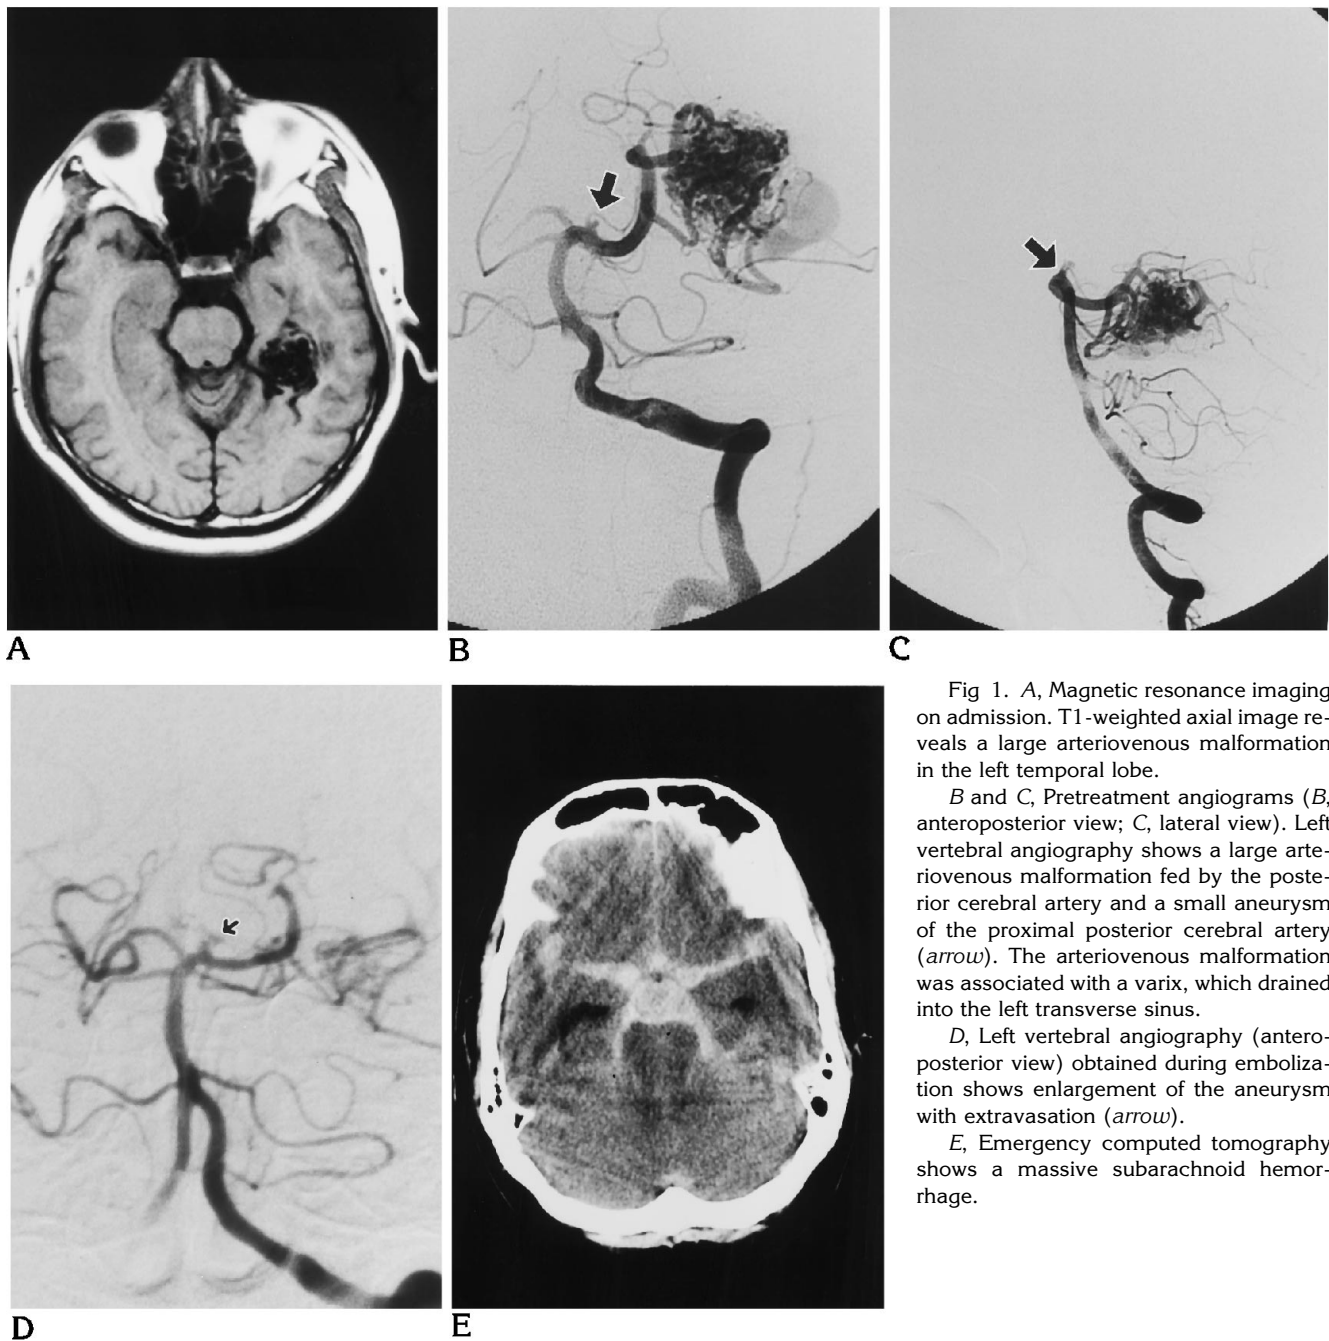 A
B
C
D
E
Fig 1. A, Magnetic resonance imaging
on admission. T1-weighted axial image re-
veals a large arteriovenous malformation
in the left temporal lobe.
B and C, Pretreatment angiograms (B,
anteroposterior view; C, lateral view). Left
vertebral angiography shows a large arte-
riovenous malformation fed by the poste-
rior cerebral artery and a small aneurysm
of the proximal posterior cerebral artery
(arrow). The arteriovenous malformation
was associated with a varix, which drained
into the left transverse sinus.
D, Left vertebral angiography (antero-
posterior view) obtained during emboliza-
tion shows enlargement of the aneurysm
with extravasation (arrow).
E, Emergency computed tomography
shows a massive subarachnoid hemor-
rhage.